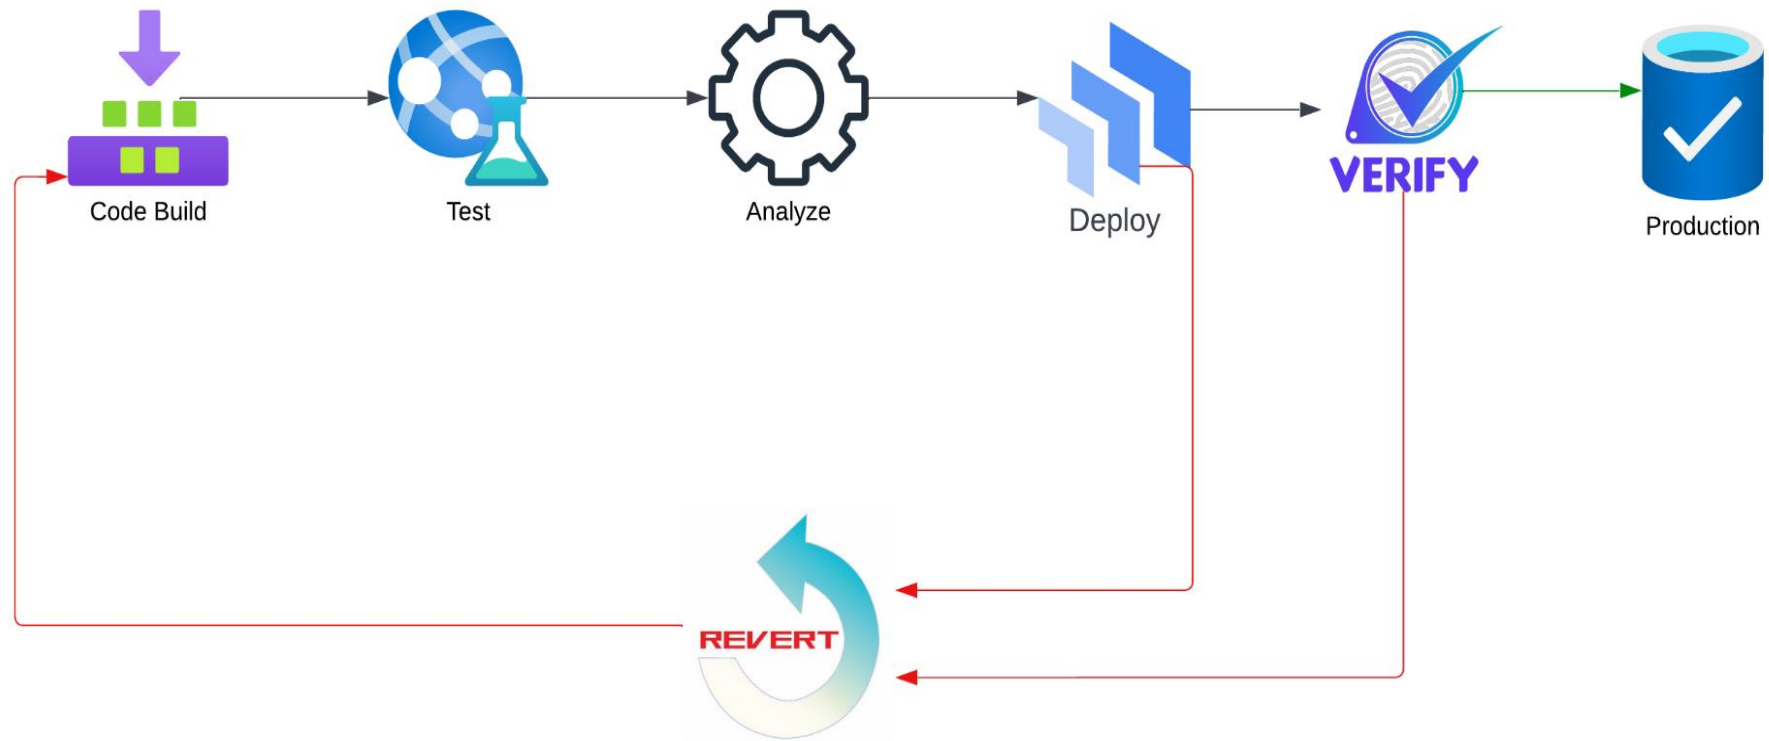 Code Build
Test
Analyze
Deploy
VERIFY
Production
REVERT